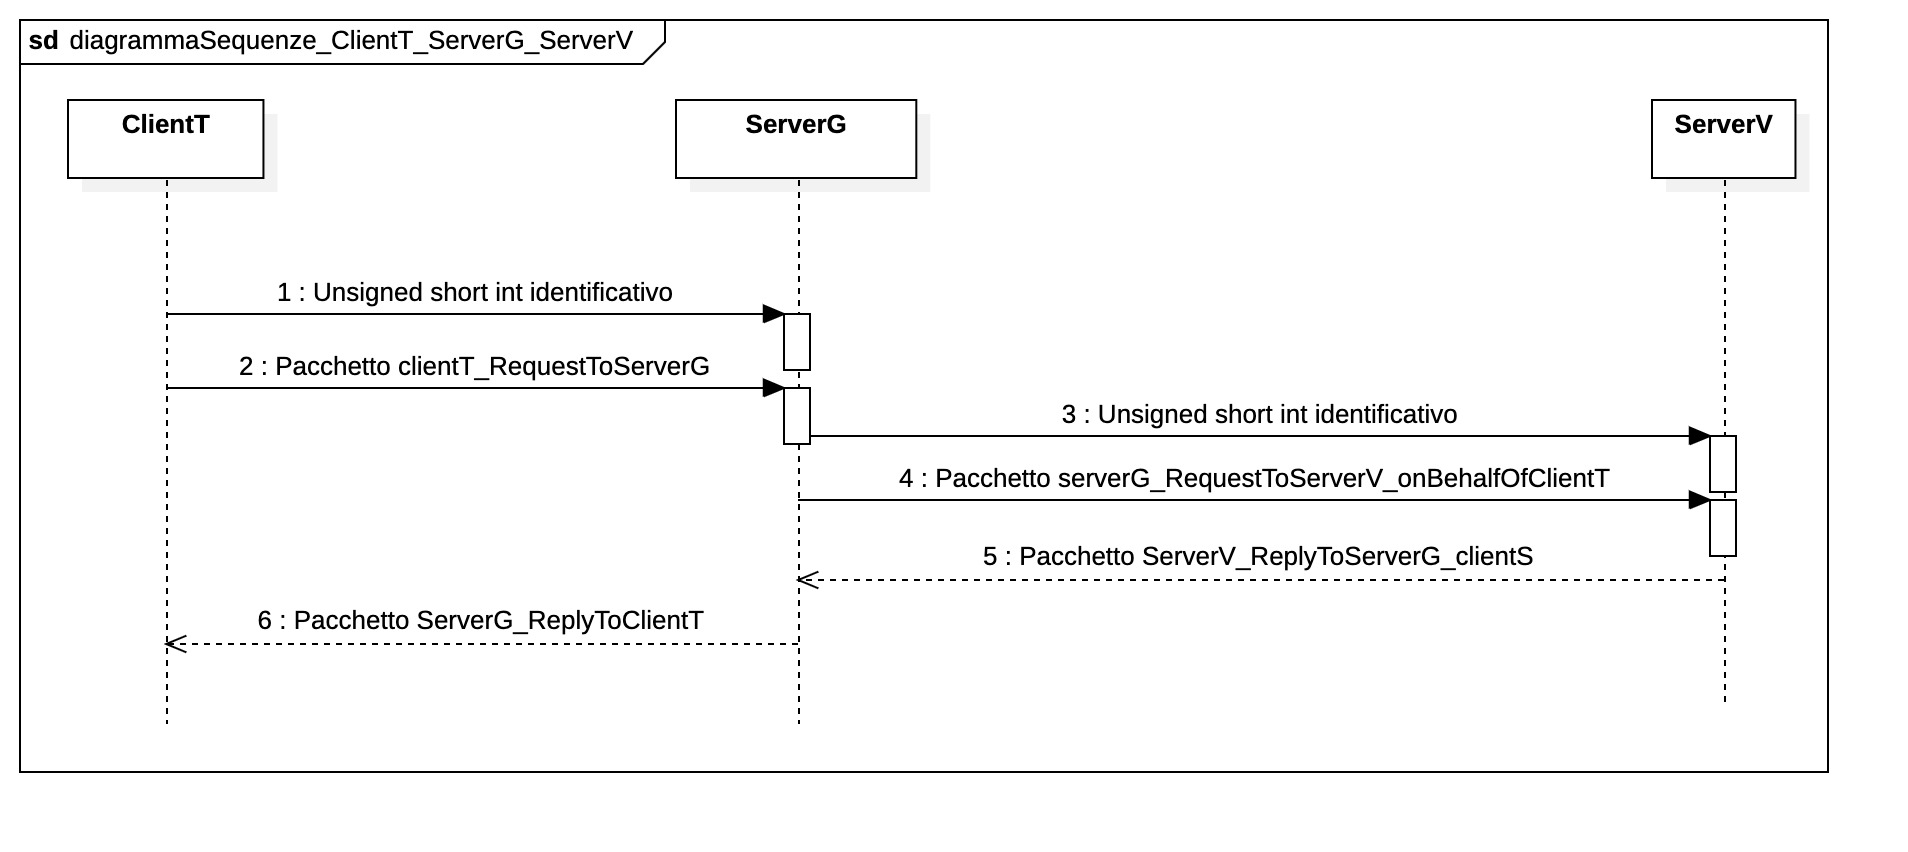 sd diagrammaSequenze_ClientT_ServerG_ServerV
ClientT
ServerG
ServerV
1 : Unsigned short int identificativo
2 : Pacchetto clientT_RequestToServerG
3 : Unsigned short int identificativo
4 : Pacchetto serverG_RequestToServerV_onBehalfOfClientT
5 : Pacchetto ServerV_ReplyToServerG_clientS
6 : Pacchetto ServerG_ReplyToClientT